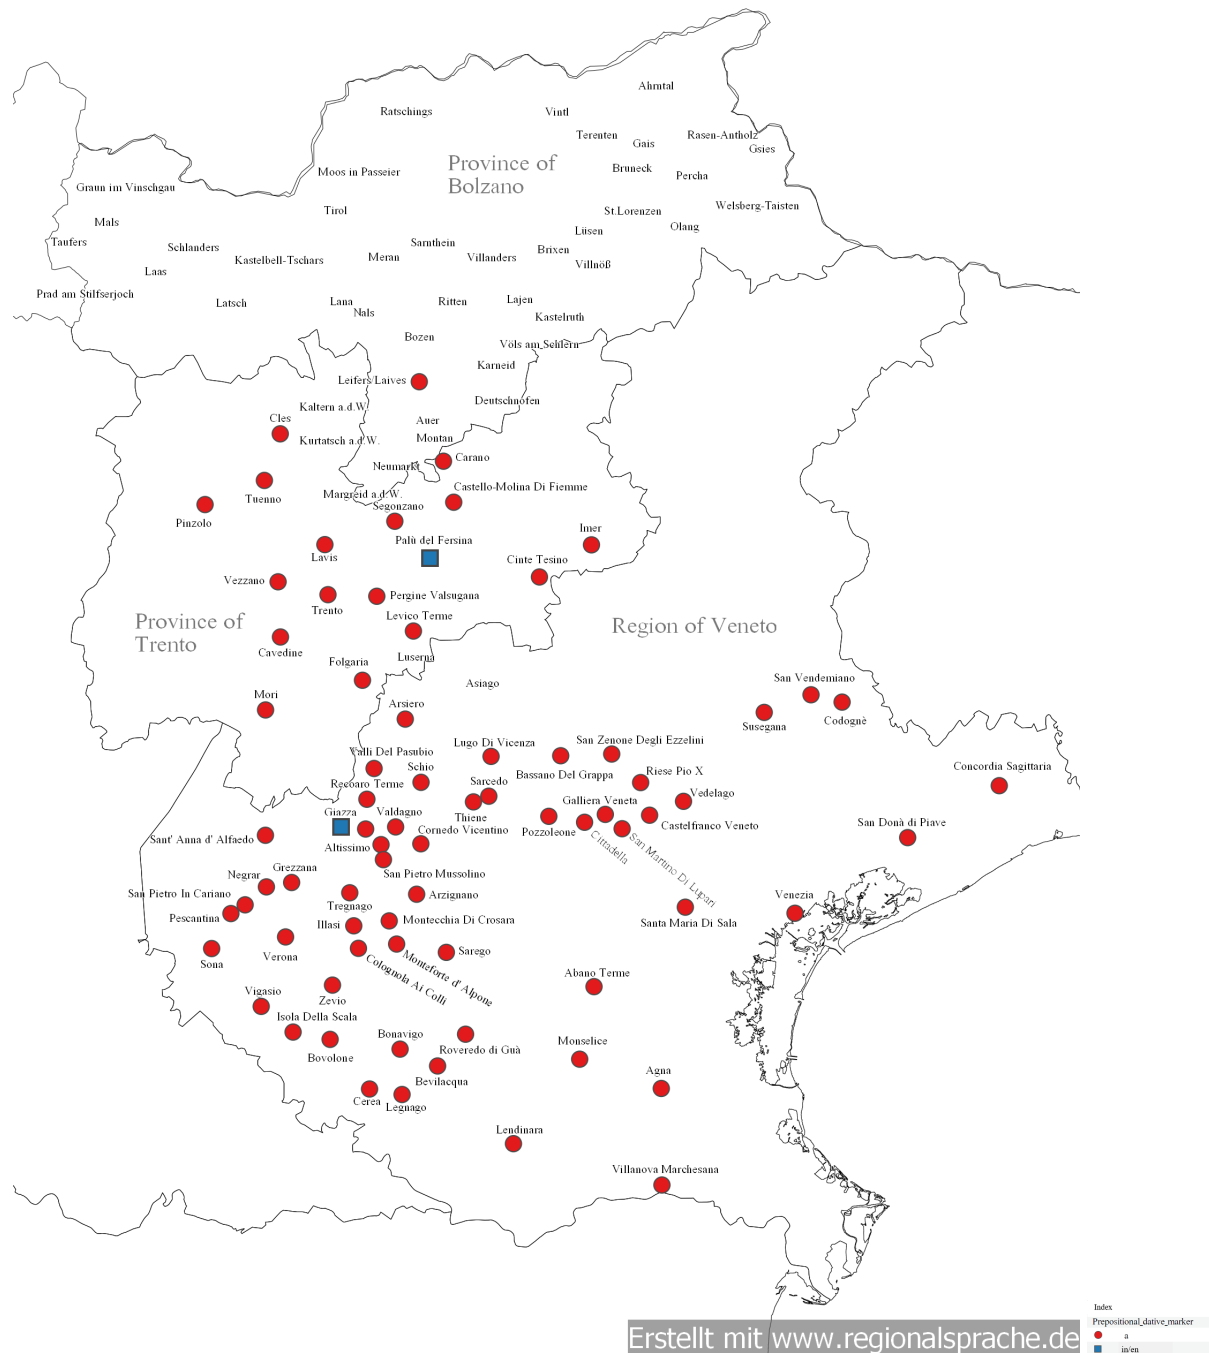 Ahrntal
Ratschings
Vintl
Terenten
Gais
Rasen-Antholz
Gsies
Province of
Bolzano
Bruneck
Percha
Moos in Passeier
Graun im Vinschgau
Tirol
St.Lorenzen
Welsberg-Taisten
Mals
Lüsen
Olang
Taufers
Schlanders
Sarnthein
Brixen
Kastelbell-Tschars
Meran
Villanders
Villnöß
Laas
Prad am Stilfserjoch
Latsch
Lana
Nals
Ritten
Lajen
Kastelruth
Bozen
Völs am Schlern
Karneid
Leifers/Laives
Deutschnofen
Kaltern a.d.W.
Cles
Auer
Montan
Kurtatsch a.d.W.
Carano
Neumarkt
Tuenno
Margreid a.d.W.
Castello-Molina Di Fiemme
Segonzano
Pinzolo
Imer
Palù del Fersina
Lavis
Cinte Tesino
Vezzano
Trento
Pergine Valsugana
Province of
Trento
Levico Terme
Region of Veneto
Cavedine
Luserna
Folgaria
Asiago
San Vendemiano
Mori
Arsiero
Susegana
Codognè
Valli Del Pasubio
Lugo Di Vicenza
San Zenone Degli Ezzelini
Schio
Bassano Del Grappa
Riese Pio X
Concordia Sagittaria
Recoaro Terme
Sarcedo
Vedelago
Giazza
Valdagno
Thiene
Galliera Veneta
Castelfranco Veneto
San Donà di Piave
Sant' Anna d' Alfaedo
Cornedo Vicentino
Pozzoleone
Cittadella
San Martino Di Lupari
Altissimo
San Pietro Mussolino
Negrar
Grezzana
San Pietro In Cariano
Tregnago
Arzignano
Venezia
Pescantina
Illasi
Montecchia Di Crosara
Santa Maria Di Sala
Sona
Verona
Colognola Ai Colli
Monteforte d' Alpone
Sarego
Abano Terme
Vigasio
Zevio
Isola Della Scala
Bovolone
Bonavigo
Roveredo di Guà
Monselice
Agna
Bevilacqua
Cerea
Legnago
Lendinara
Villanova Marchesana
Index
Prepositional_dative_marker
a
in/en
Erstellt mit www.regionalsprache.de